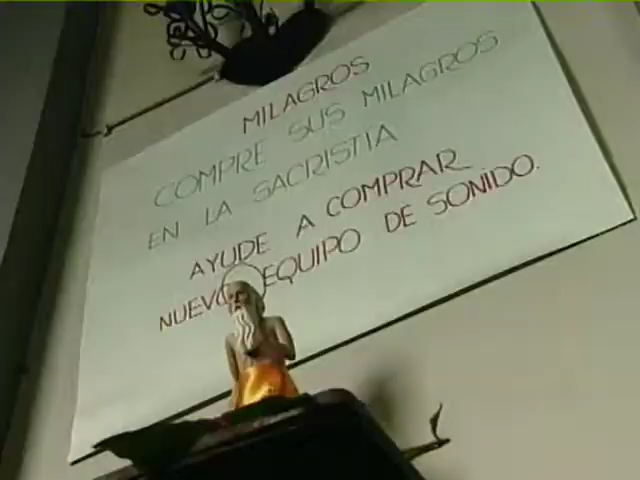 MILAGROS
COMPRE SUS MILAGROS
EN LA SACRISTIA
AYUDE A COMPRAR
NUEVO EQUIPO DE SONIDO.